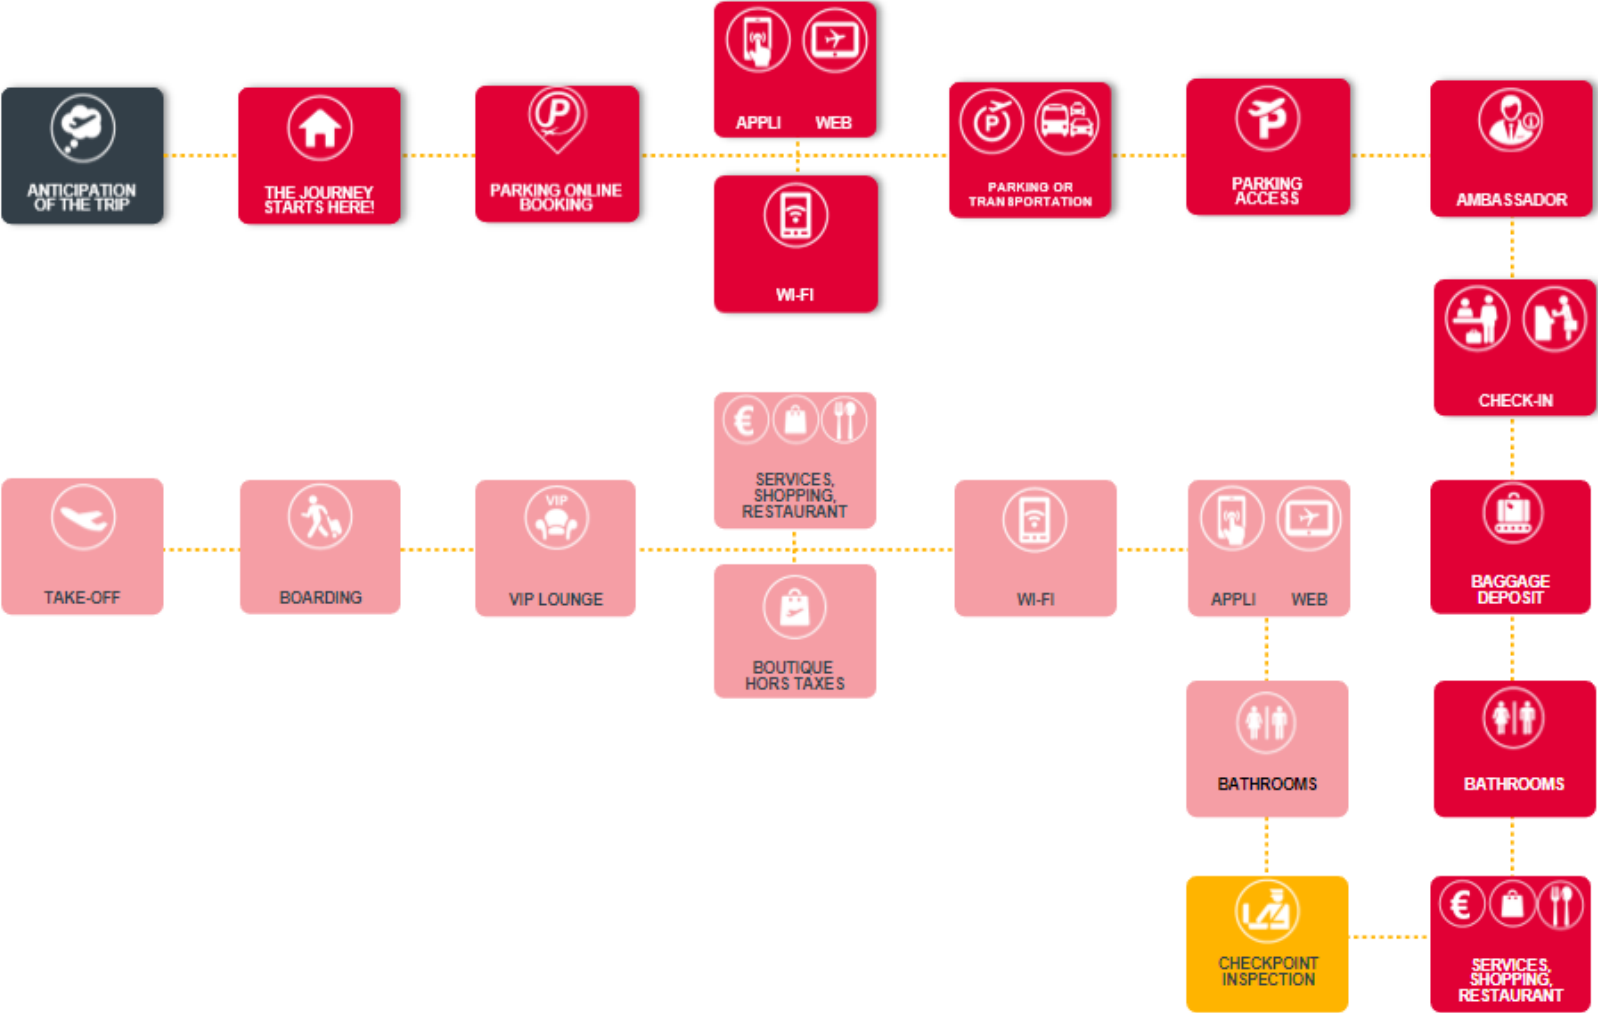 ANTICIPATION
OF THE TRIP
THE JOURNEY
STARTS HERE!
P
PARKING ONLINE
BOOKING
APPLI WEB
WI-FI
P
PARKING OR
TRANSPORTATION
P
PARKING
ACCESS
i
AMBASSADOR
CHECK-IN
BAGGAGE
DEPOSIT
BATHROOMS
€
SERVICES,
SHOPPING,
RESTAURANT
CHECKPOINT
INSPECTION
BATHROOMS
APPLI WEB
WI-FI
€
SERVICES,
SHOPPING,
RESTAURANT
BOUTIQUE
HORS TAXES
VIP
VIP LOUNGE
BOARDING
TAKE-OFF